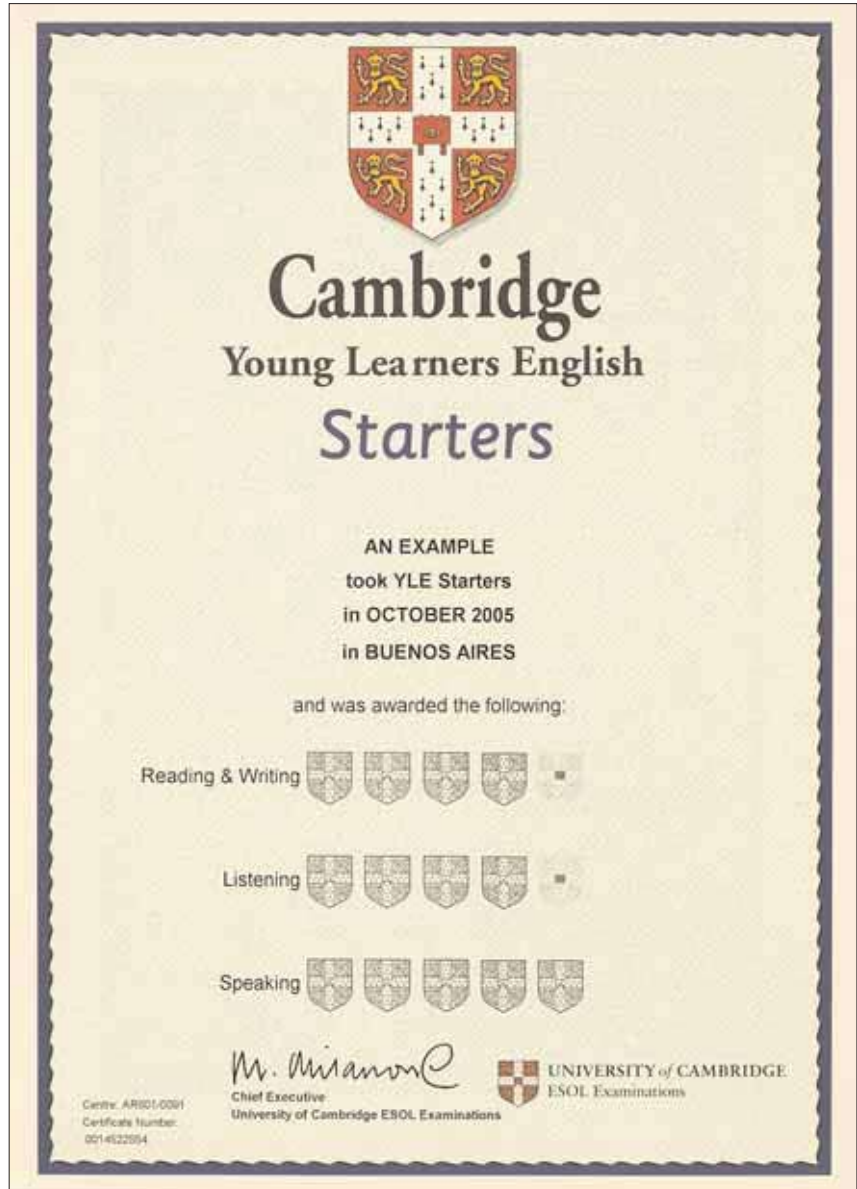 Cambridge
Young Learners English
Starters
AN EXAMPLE
took YLE Starters
in OCTOBER 2005
in BUENOS AIRES
and was awarded the following:
Reading & Writing
Listening
Speaking
Chief Executive
University of Cambridge ESOL Examinations
UNIVERSITY of CAMBRIDGE
ESOL Examinations
Centre:
Certificate Number: